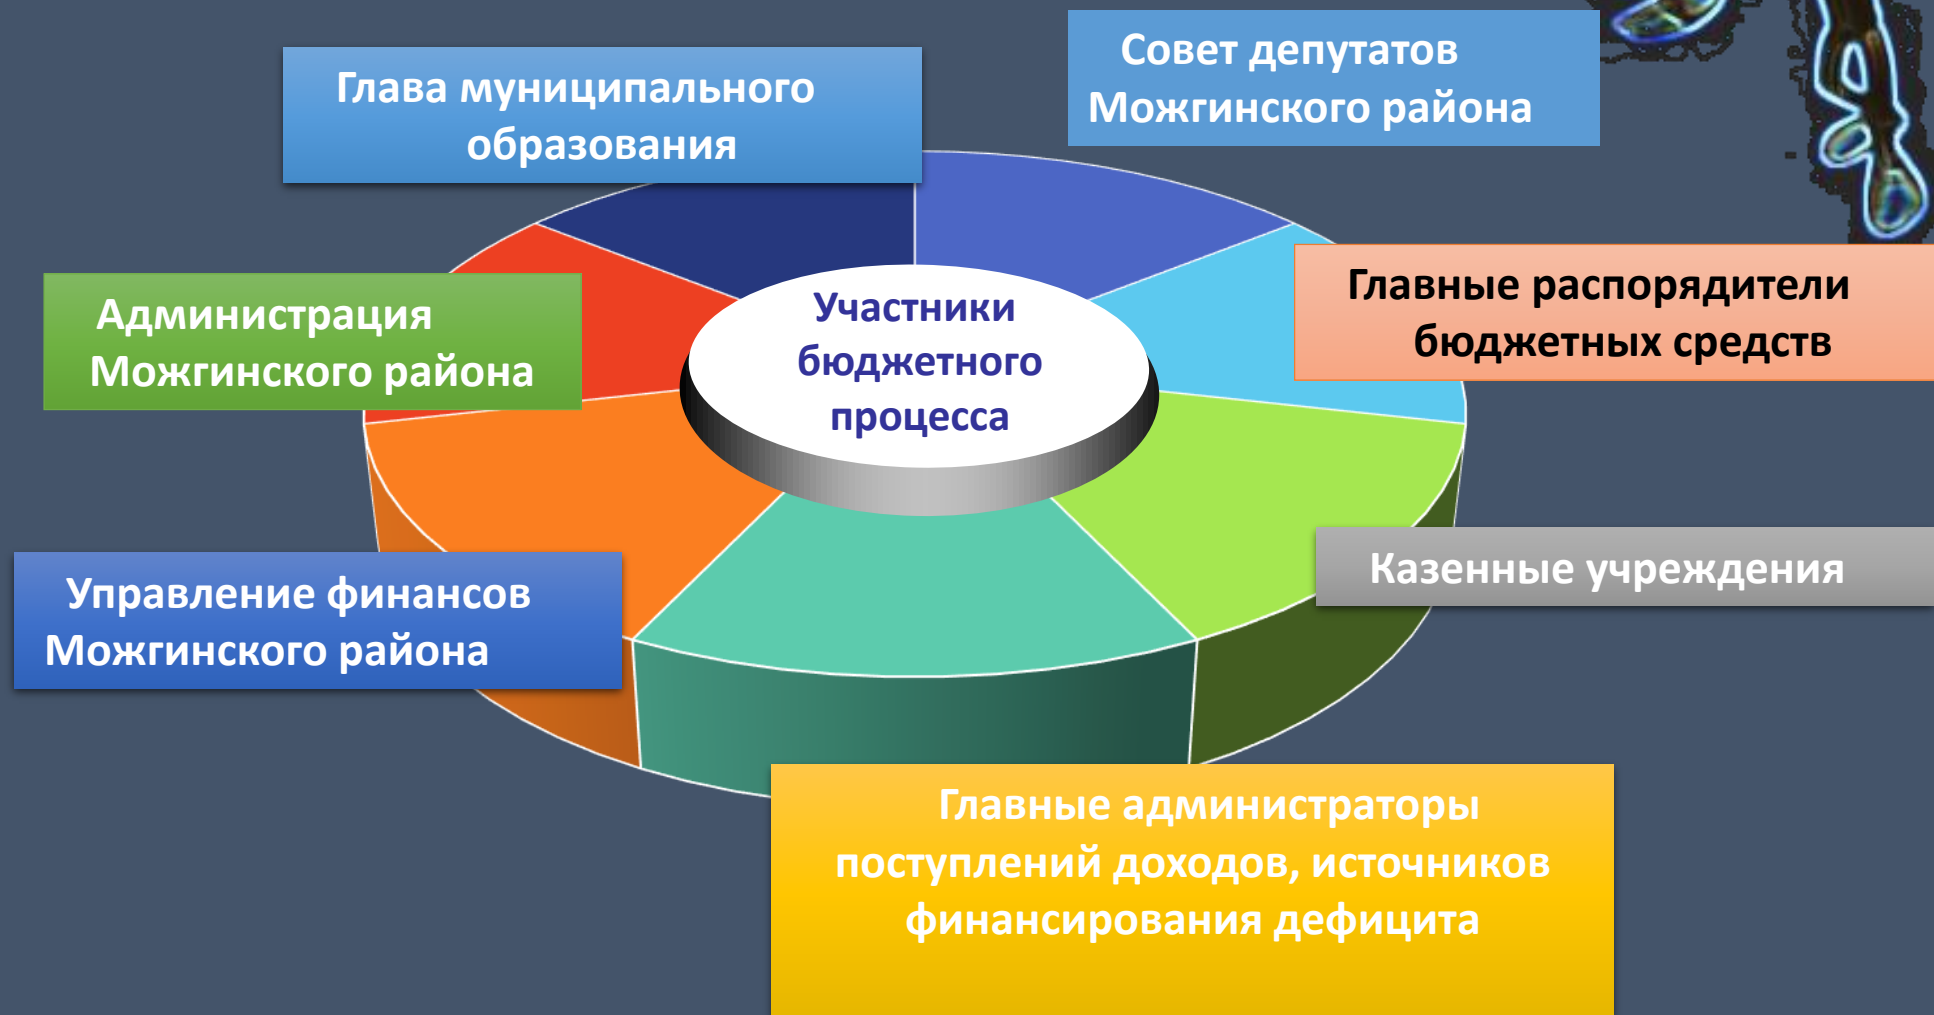 Глава муниципального
образования
Совет депутатов
Можгинского района
Администрация
Можгинского района
Участники
бюджетного
процесса
Главные распорядители
бюджетных средств
Управление финансов
Можгинского района
Казенные учреждения
Главные администраторы
поступлений доходов, источников
финансирования дефицита